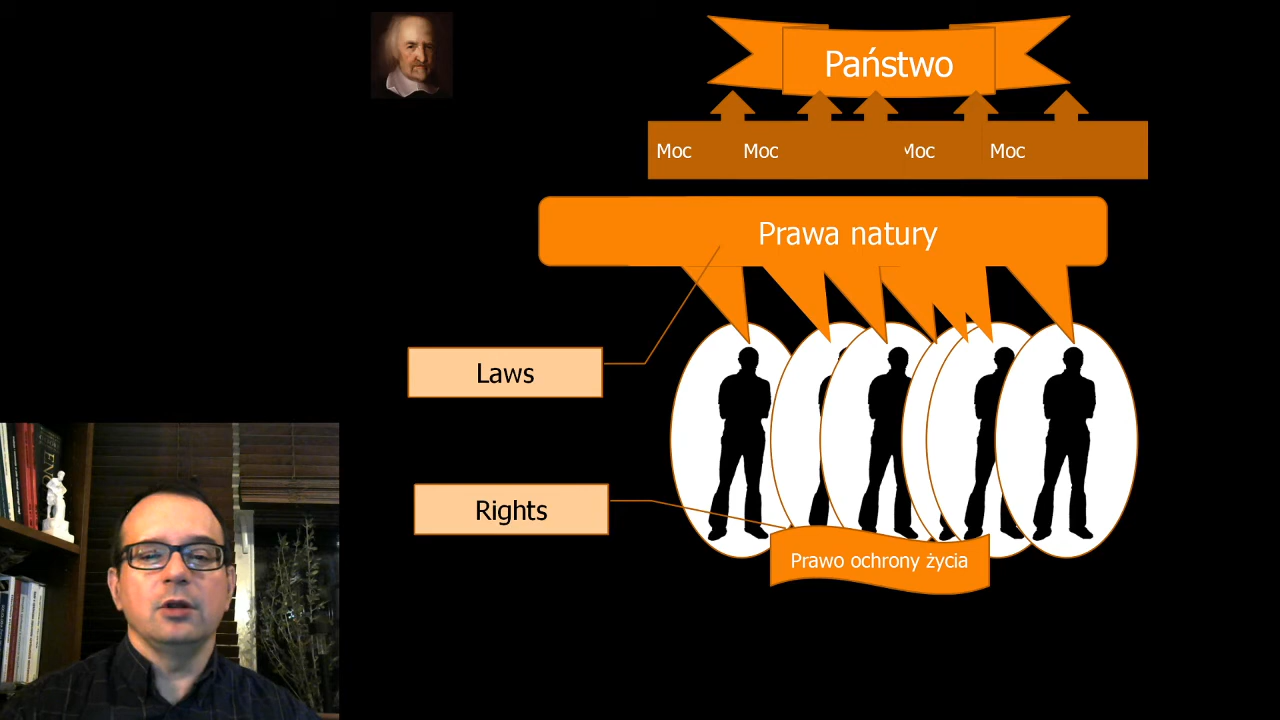 Państwo
Moc Moc Moc Moc
Prawa natury
Laws
Rights
Prawo ochrony życia